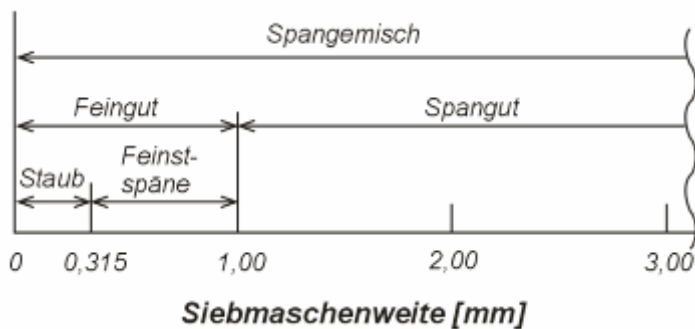 Spangemisch
Feingut
Spangut
Staub
Feinst-
späne
0 0,315 1,00 2,00 3,00
Siebmaschenweite [mm]